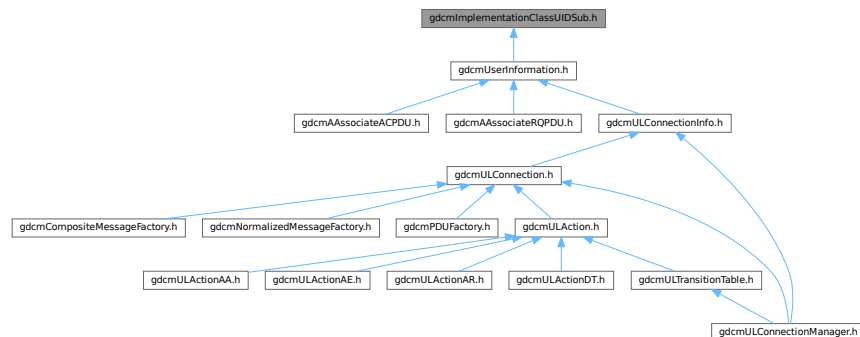 gdcmImplementationClassUIDSub.h
gdcmUserInformation.h
gdcmAAssociateACPDU.h
gdcmAAssociateRQPDU.h
gdcmULConnectionInfo.h
gdcmULConnection.h
gdcmCompositeMessageFactory.h
gdcmNormalizedMessageFactory.h
gdcmPDUFactory.h
gdcmULAction.h
gdcmULActionAA.h
gdcmULActionAE.h
gdcmULActionAR.h
gdcmULActionDT.h
gdcmULTransitionTable.h
gdcmULConnectionManager.h